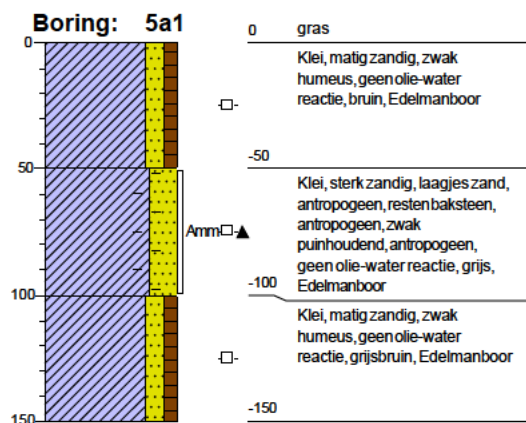 Boring: 5a1
0
50
100
150
Amm
0 gras
Klei, matig zandig, zwak
humeus, geen olie-water
reactie, bruin, Edelmanboor
-50
Klei, sterk zandig, laagjes zand,
antropogeen, resten baksteen,
antropogeen, zwak
puinhoudend, antropogeen,
geen olie-water reactie, grijs,
Edelmanboor
-100
Klei, matig zandig, zwak
humeus, geen olie-water
reactie, grijsbruin, Edelmanboor
-150